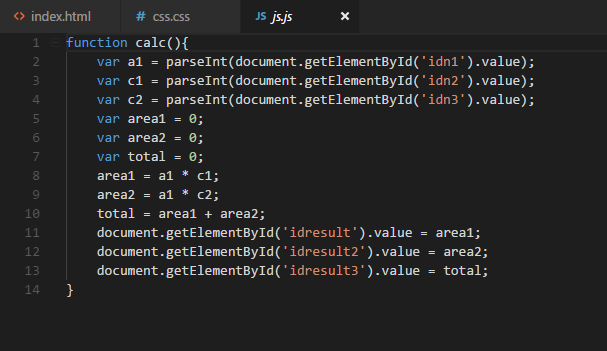 <> index.html # css.css JS js.js ×
1 function calc(){
2 var a1 = parseInt(document.getElementById('idn1').value);
3 var c1 = parseInt(document.getElementById('idn2').value);
4 var c2 = parseInt(document.getElementById('idn3').value);
5 var area1 = 0;
6 var area2 = 0;
7 var total = 0;
8 area1 = a1 * c1;
9 area2 = a1 * c2;
10 total = area1 + area2;
11 document.getElementById('idresult').value = area1;
12 document.getElementById('idresult2').value = area2;
13 document.getElementById('idresult3').value = total;
14 }